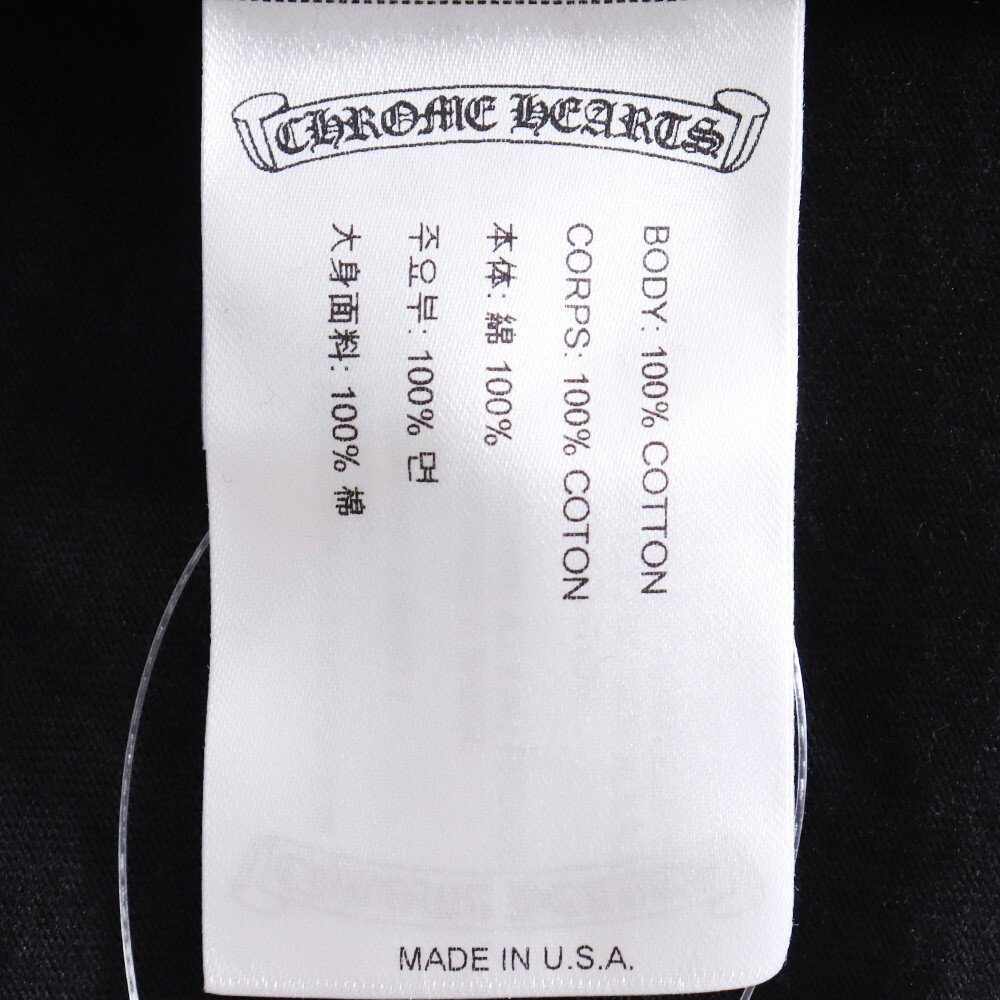 CHROME HEARTS
BODY: 100% COTTON
CORPS: 100% COTON
本体: 綿 100%
주요부: 100% 면
大身面料: 100% 棉
MADE IN U.S.A.